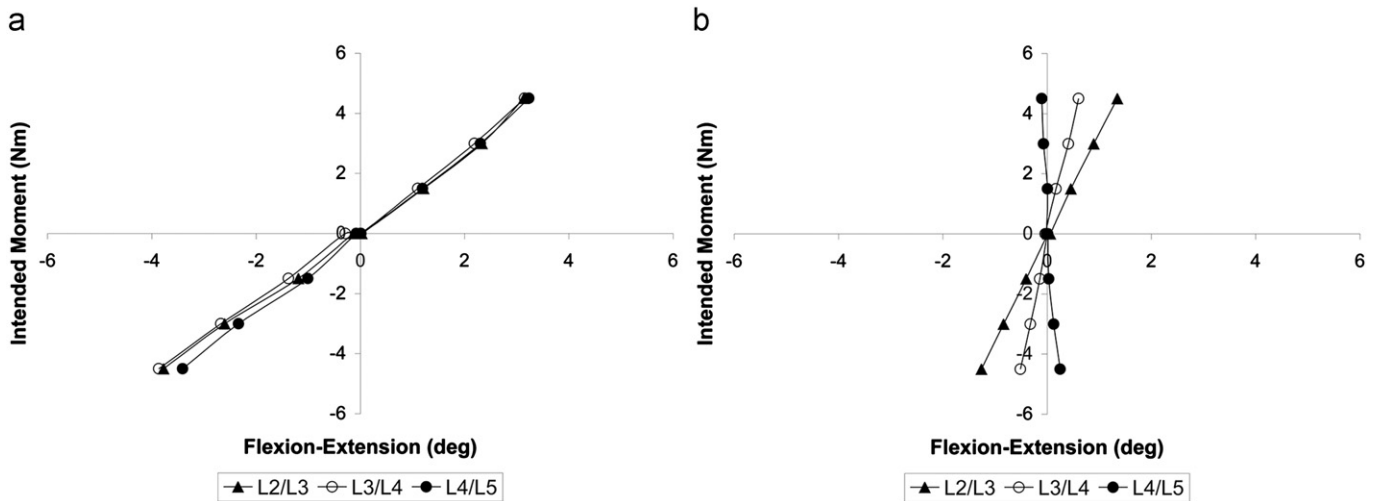 a
6
4
2
0
-6 -4 -2 0 2 4 6
-2
-4
-6
Intended Moment (Nm)
Flexion-Extension (deg)
L2/L3 L3/L4 L4/L5
b
6
4
2
0
-6 -4 -2 0 2 4 6
-2
-4
-6
Intended Moment (Nm)
Flexion-Extension (deg)
L2/L3 L3/L4 L4/L5